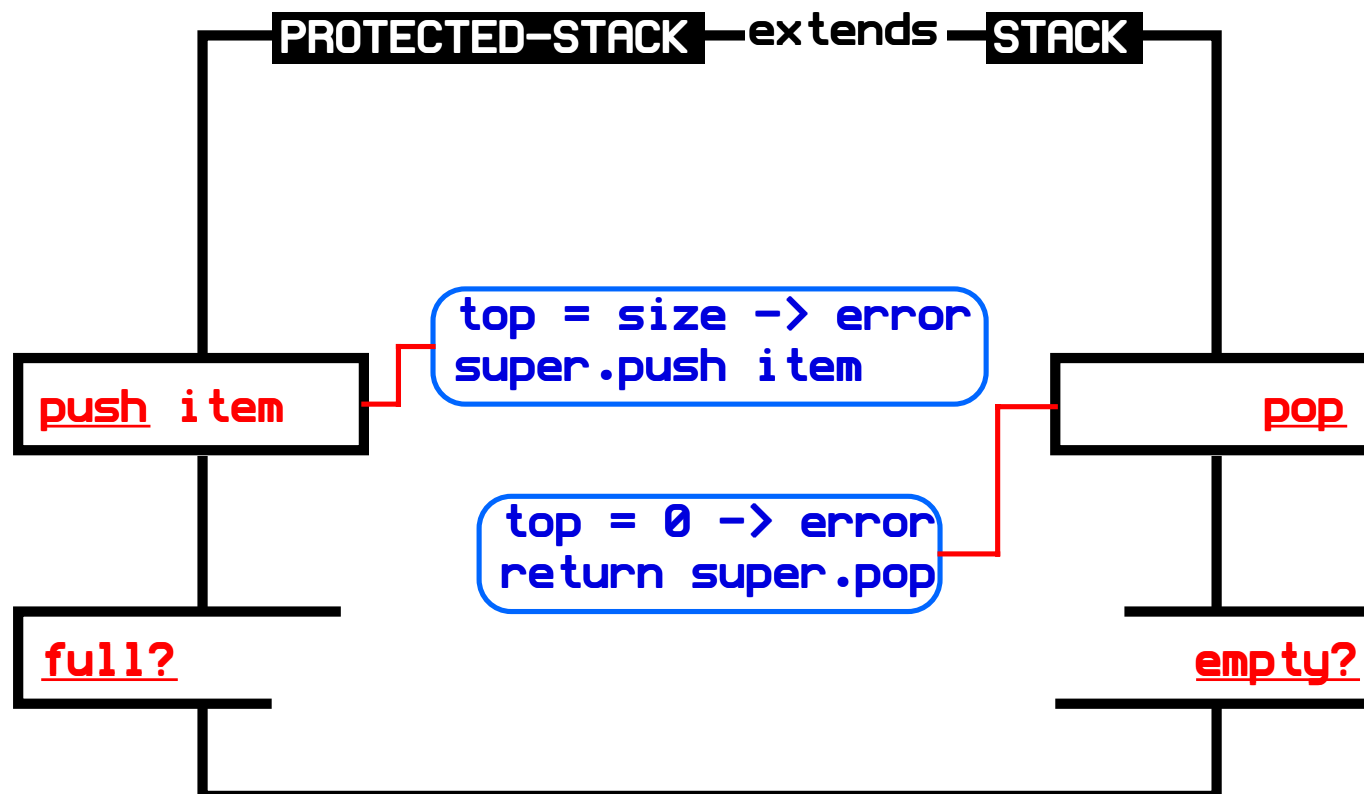 PROTECTED-STACK extends STACK
top = size -> error
super.push item
push item
pop
top = 0 -> error
return super.pop
full?
empty?